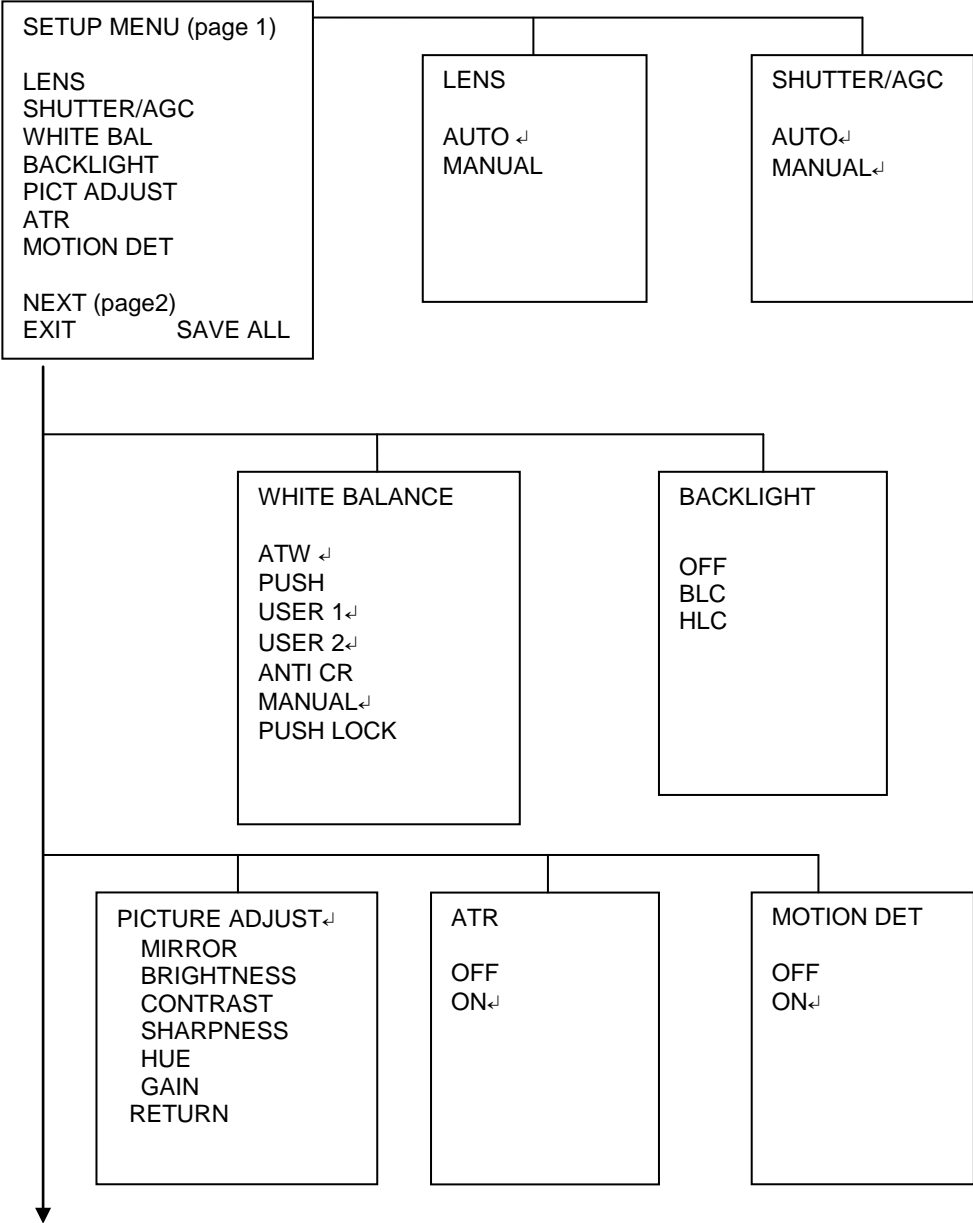 SETUP MENU (page 1)
LENS
SHUTTER/AGC
WHITE BAL
BACKLIGHT
PICT ADJUST
ATR
MOTION DET
NEXT (page2)
EXIT SAVE ALL
LENS
AUTO ↵
MANUAL
SHUTTER/AGC
AUTO↵
MANUAL↵
WHITE BALANCE
ATW ↵
PUSH
USER 1↵
USER 2↵
ANTI CR
MANUAL↵
PUSH LOCK
BACKLIGHT
OFF
BLC
HLC
PICTURE ADJUST↵
MIRROR
BRIGHTNESS
CONTRAST
SHARPNESS
HUE
GAIN
RETURN
ATR
OFF
ON↵
MOTION DET
OFF
ON↵